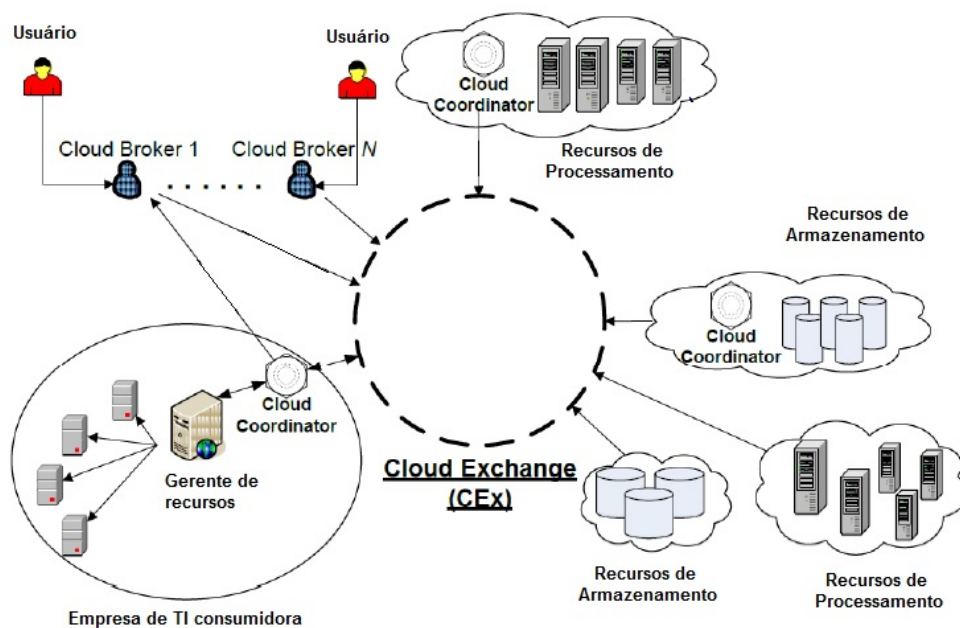 Usuário
Usuário
Cloud
Coordinator
Cloud Broker 1
Cloud Broker N
Recursos de
Processamento
Recursos de
Armazenamento
Cloud
Coordinator
Cloud
Coordinator
Gerente de
recursos
Cloud Exchange
(CEx)
Recursos de
Armazenamento
Recursos de
Processamento
Empresa de TI consumidora